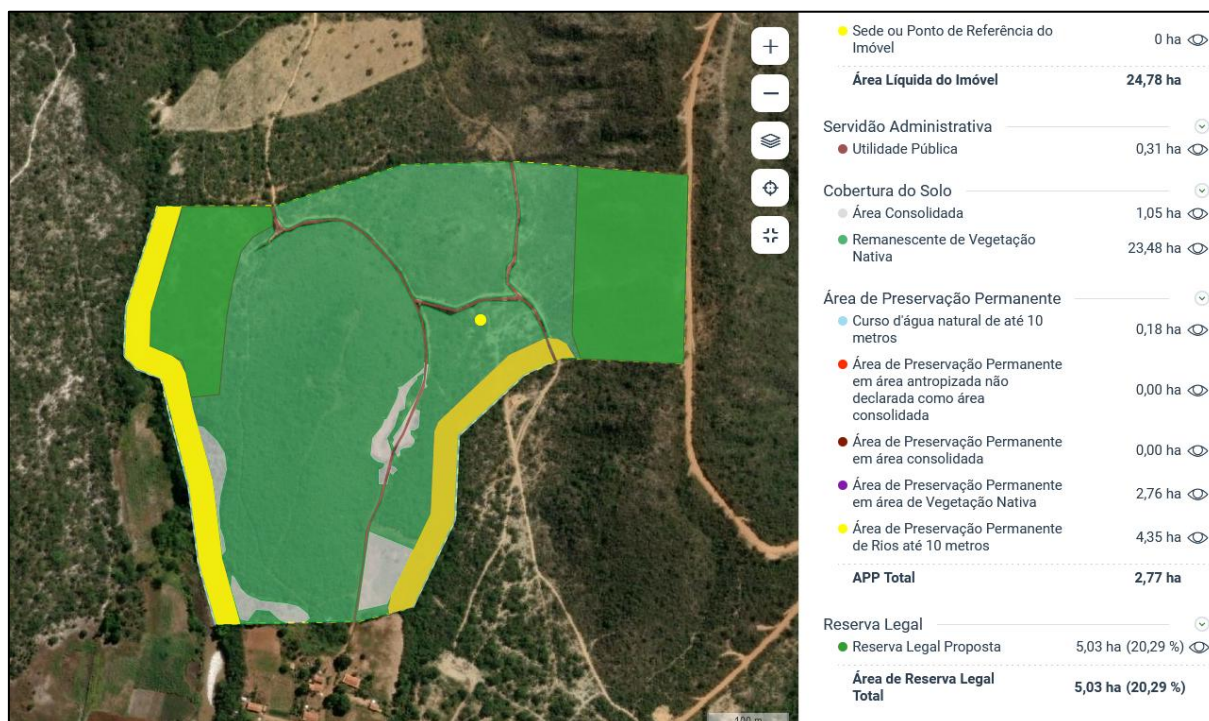 Sede ou Ponto de Referência do
Imóvel
0 ha
Área Líquida do Imóvel 24,78 ha
Servidão Administrativa
Utilidade Pública 0,31 ha
Cobertura do Solo
Área Consolidada 1,05 ha
Remanescente de Vegetação
Nativa
23,48 ha
Área de Preservação Permanente
Curso d'água natural de até 10
metros
0,18 ha
Área de Preservação Permanente
em área antropizada não
declarada como área
consolidada
0,00 ha
Área de Preservação Permanente
em área consolidada
0,00 ha
Área de Preservação Permanente
em área de Vegetação Nativa
2,76 ha
Área de Preservação Permanente
de Rios até 10 metros
4,35 ha
APP Total 2,77 ha
Reserva Legal
Reserva Legal Proposta 5,03 ha (20,29 %)
Área de Reserva Legal
Total
5,03 ha (20,29 %)
100 m